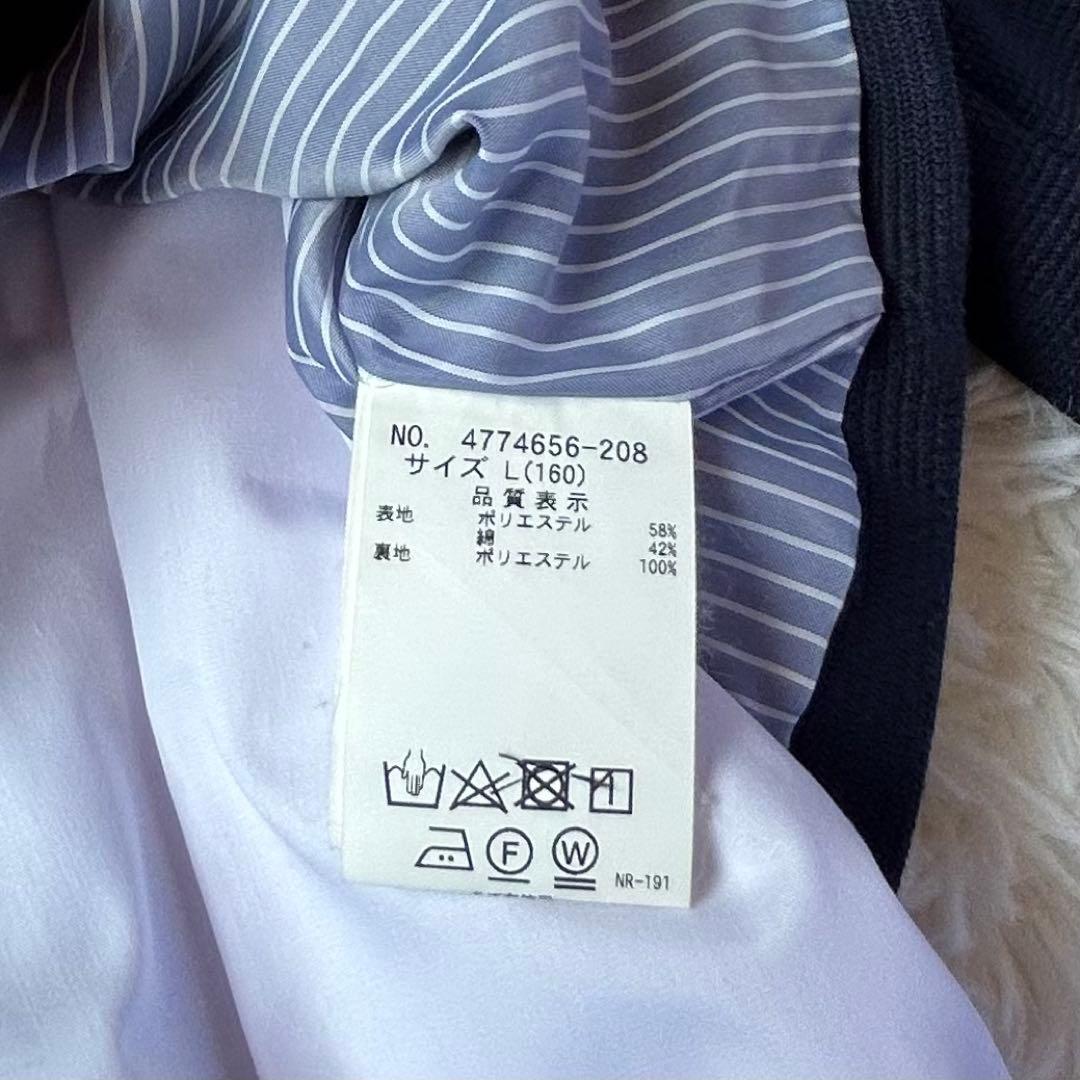 NO. 4774656-208
サイズ L(160)
品質表示
表地 ポリエステル 58%
綿 42%
裏地 ポリエステル 100%
F W NR-191